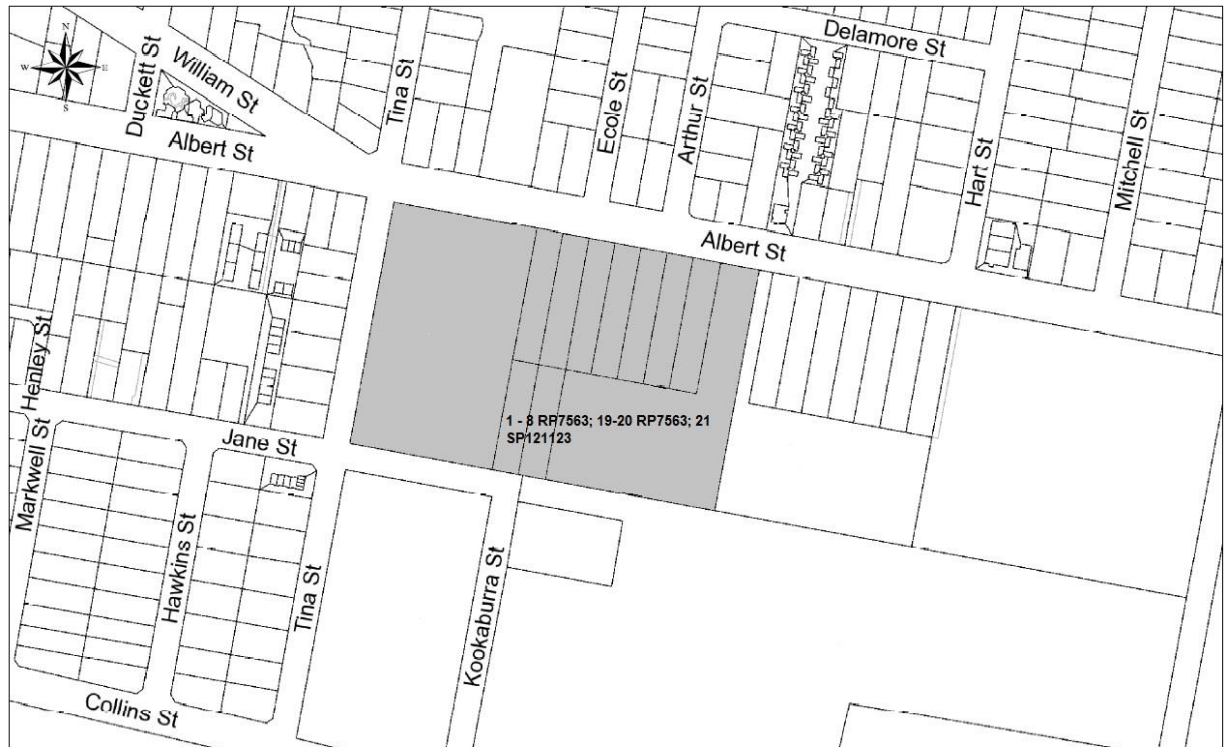 N
W
E
S
Duckett St
William St
Tina St
Albert St
Ecole St
Arthur St
Delamore St
Hart St
Mitchell St
Albert St
Henley St
Markwell St
Jane St
Hawkins St
Tina St
Kookaburra St
Collins St
1 - 8 RP7563; 19-20 RP7563; 21
SP121123